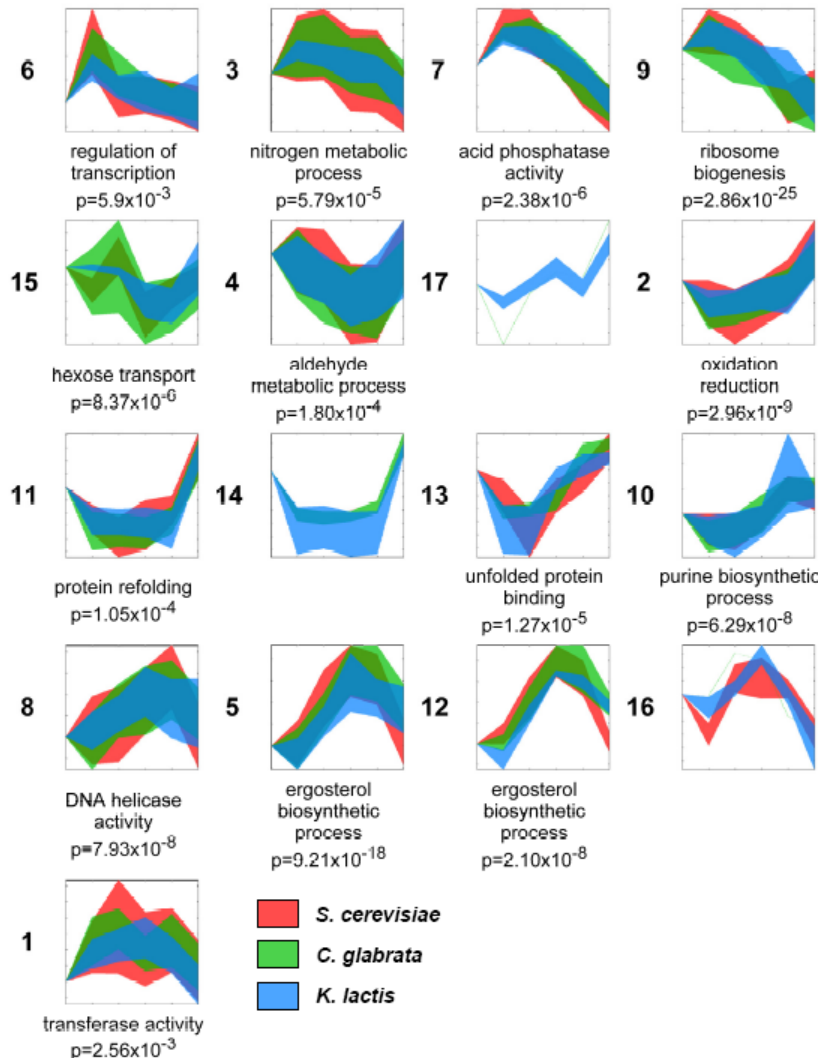 6
3
7
9
regulation of
transcription
p=5.9x10⁻³
nitrogen metabolic
process
p=5.79x10⁻⁵
acid phosphatase
activity
p=2.38x10⁻⁶
ribosome
biogenesis
p=2.86x10⁻²⁵
15
4
17
2
hexose transport
p=8.37x10⁻⁶
aldehyde
metabolic process
p=1.80x10⁻⁴
oxidation
reduction
p=2.96x10⁻⁹
11
14
13
10
protein refolding
p=1.05x10⁻⁴
unfolded protein
binding
p=1.27x10⁻⁵
purine biosynthetic
process
p=6.29x10⁻⁸
8
5
12
16
DNA helicase
activity
p=7.93x10⁻⁸
ergosterol
biosynthetic
process
p=9.21x10⁻¹⁸
ergosterol
biosynthetic
process
p=2.10x10⁻⁸
1
transferase activity
p=2.56x10⁻³
S. cerevisiae
C. glabrata
K. lactis